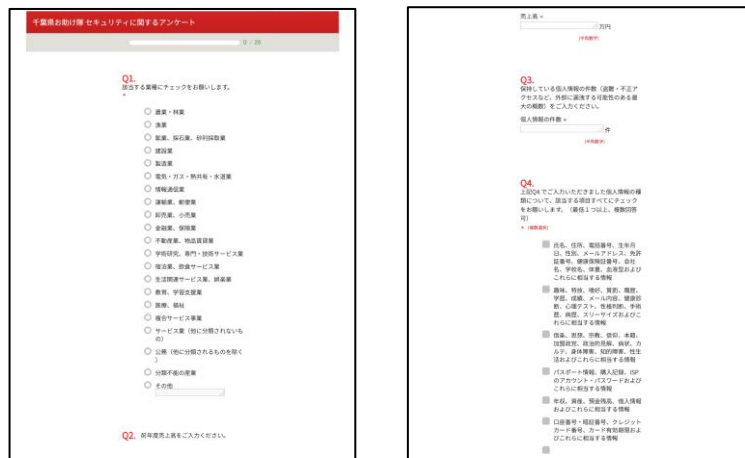 千葉県お助け隊 セキュリティに関するアンケート
0 / 28
Q1.
該当する業種にチェックをお願いします。
*
農業・林業
漁業
鉱業、採石業、砂利採取業
建設業
製造業
電気・ガス・熱共有・水道業
情報通信業
運輸業、郵便業
卸売業、小売業
金融業、保険業
不動産業、物品賃貸業
学術研究、専門・技術サービス業
宿泊業、飲食サービス業
生活関連サービス業、娯楽業
教育、学習支援業
医療、福祉
複合サービス事業
サービス業(他に分類されないも
の)
公務(他に分類されるものを除く
)
分類不能の産業
その他
Q2. 前年度売上高をご入力ください。
売上高 *
万円
(半角数字)
Q3.
保持している個人情報の件数(盗難・不正ア
クセスなど、外部に漏洩する可能性のある最
大の概数)をご入力ください。
個人情報の件数 *
件
(半角数字)
Q4.
上記Q4.でご入力いただきました個人情報の種
類について、該当する項目すべてにチェック
をお願いします。(最低1つ以上、複数回答
可)
* (複数選択)
氏名、住所、電話番号、生年月
日、性別、メールアドレス、免許
証番号、健康保険証番号、会社
名、学校名、体重、血液型および
これらに相当する情報
趣味、特技、嗜好、賞罰、職歴、
学歴、成績、メール内容、健康診
断、心理テスト、性格判断、手術
歴、病歴、スリーサイズおよびこ
れらに相当する情報
信条、思想、宗教、信仰、本籍、
加盟政党、政治的見解、病状、カ
ルテ、身体障害、知的障害、性生
活およびこれらに相当する情報
パスポート情報、購入記録、ISP
のアカウント・パスワードおよび
これらに相当する情報
年収、資産、預金残高、借入情報
およびこれらに相当する情報
口座番号・暗証番号、クレジット
カード番号、カード有効期限およ
びこれらに相当する情報